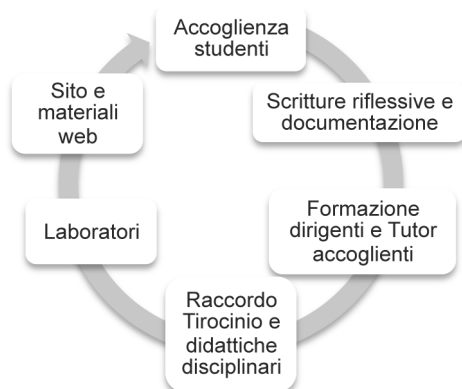 Accoglienza
studenti
Scritture riflessive e
documentazione
Formazione
dirigenti e Tutor
accoglienti
Raccordo
Tirocinio e
didattiche
disciplinari
Laboratori
Sito e
materiali
web